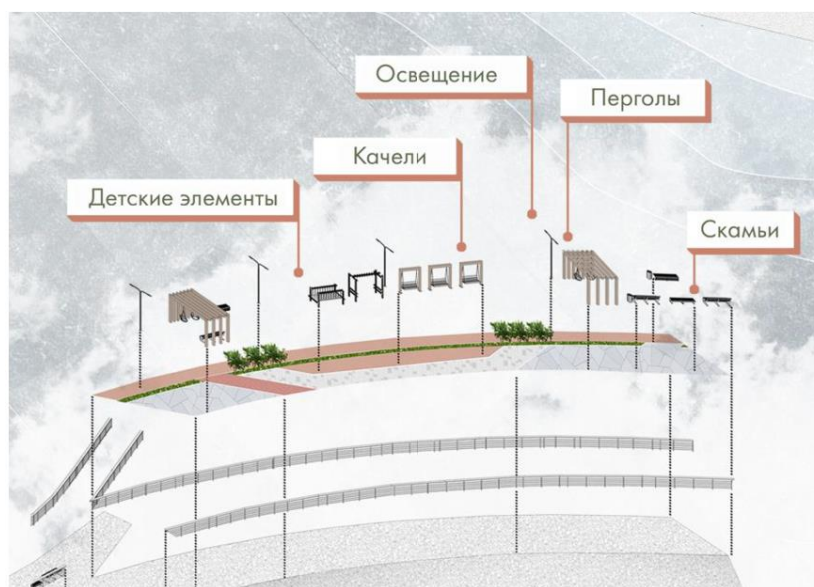 Освещение
Перголы
Качели
Детские элементы
Скамьи